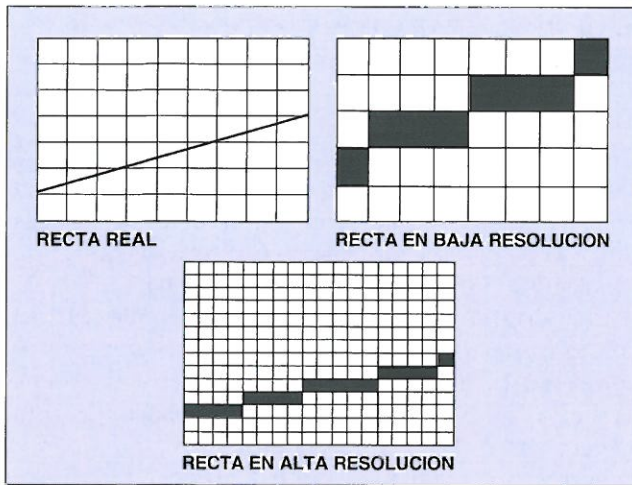 RECTA REAL
RECTA EN BAJA RESOLUCION
RECTA EN ALTA RESOLUCION